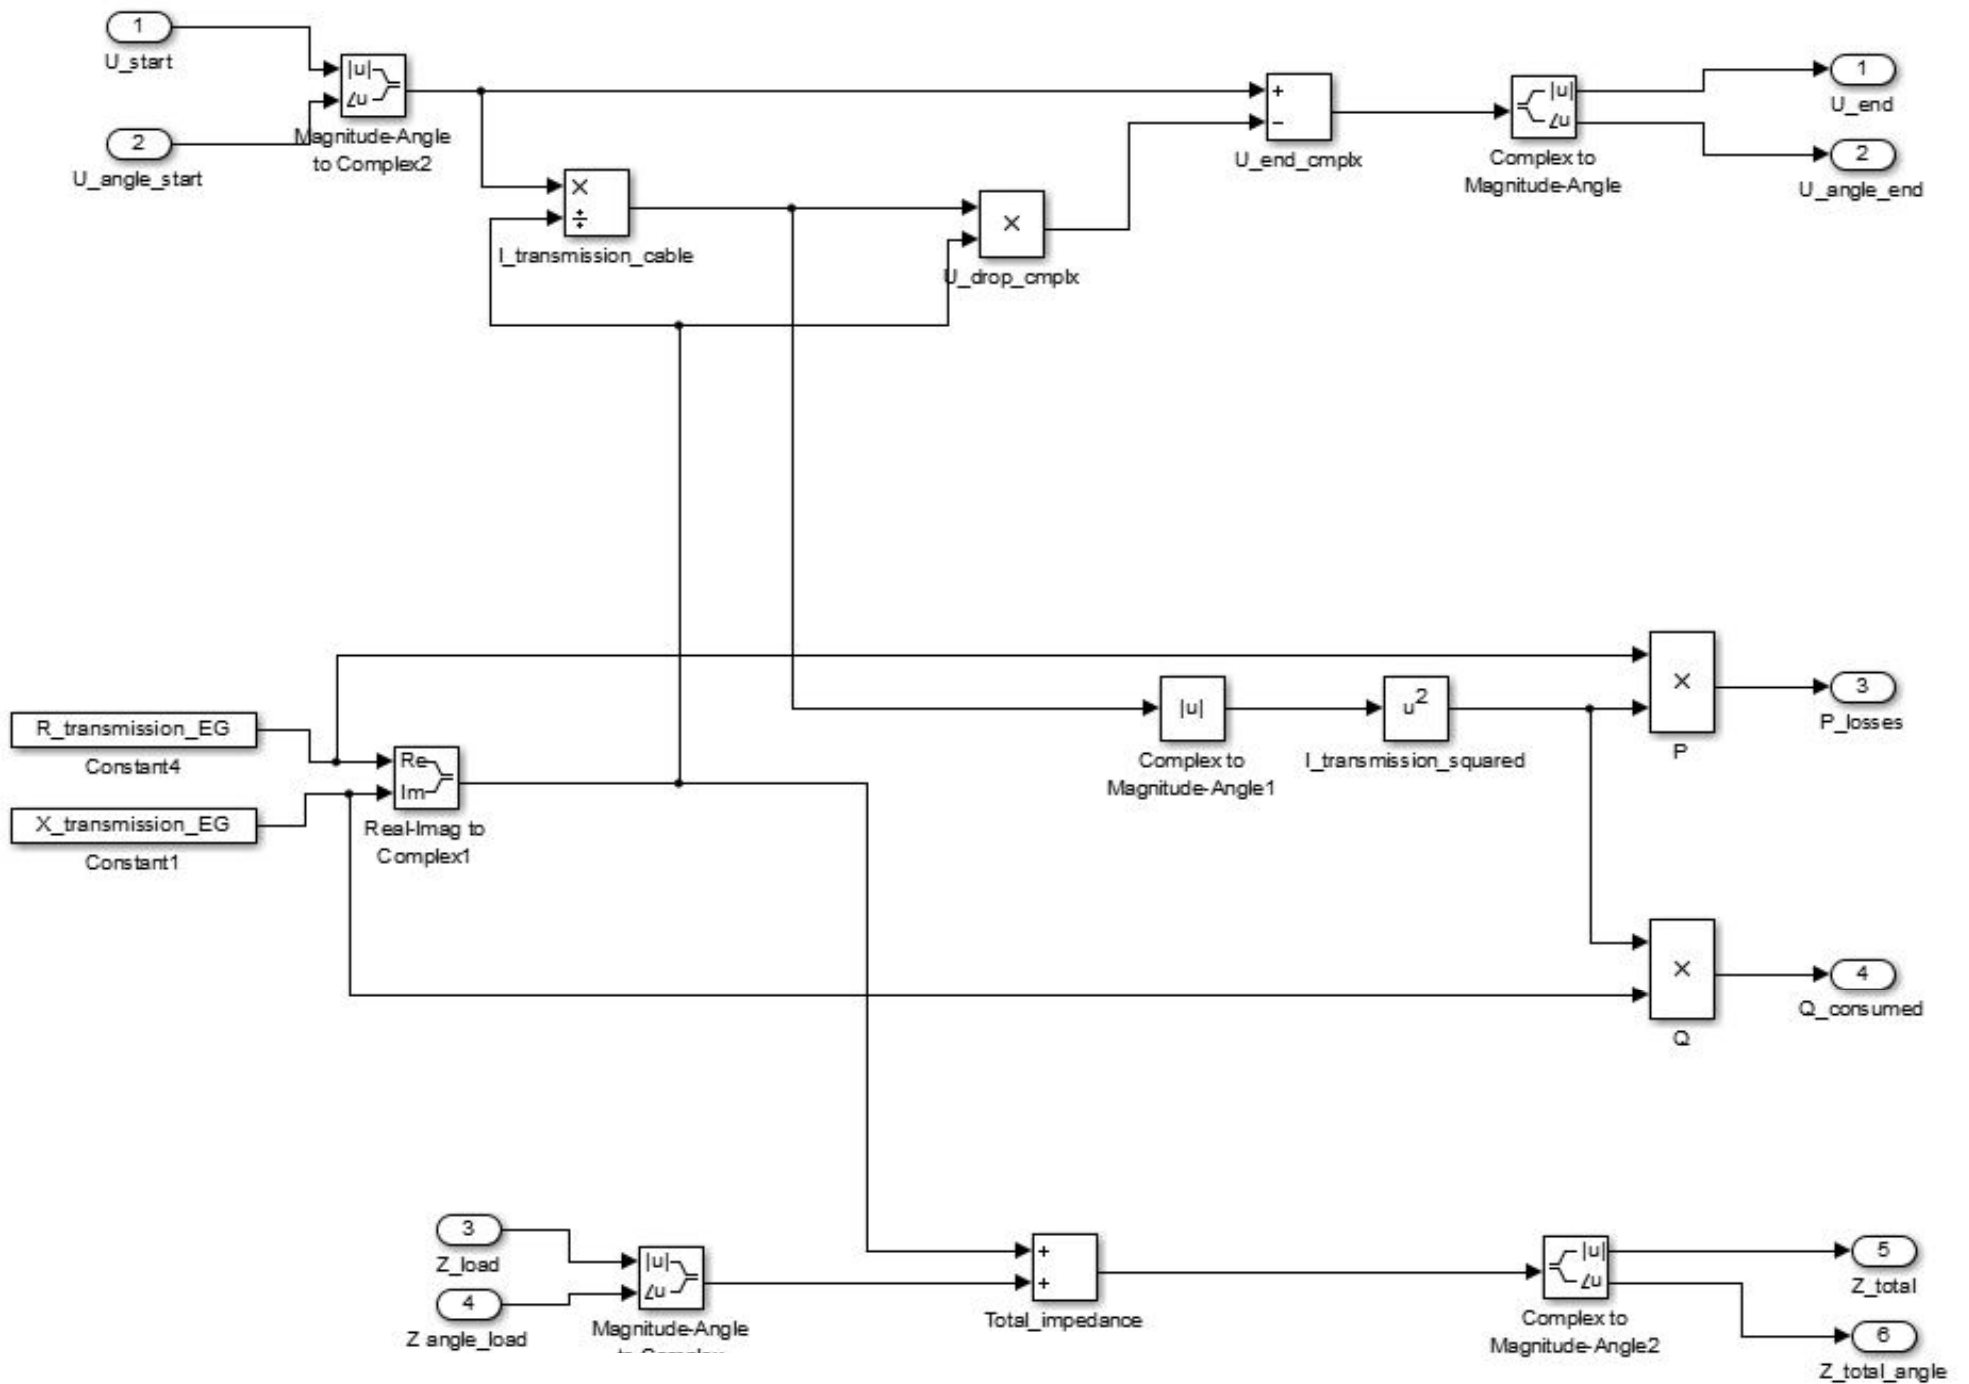 1
U_start
|u|
∠u
Magnitude-Angle
to Complex2
2
U_angle_start
×
÷
I_transmission_cable
×
U_drop_cmplx
+
−
U_end_cmplx
|u|
∠u
Complex to
Magnitude-Angle
1
U_end
2
U_angle_end
R_transmission_EG
Constant4
X_transmission_EG
Constant1
Re
Im
Real-Imag to
Complex1
|u|
Complex to
Magnitude-Angle1
u2
I_transmission_squared
×
P
3
P_losses
×
Q
4
Q_consumed
3
Z_load
4
Z angle_load
|u|
∠u
Magnitude-Angle
to Complex
+
+
Total_impedance
|u|
∠u
Complex to
Magnitude-Angle2
5
Z_total
6
Z_total_angle